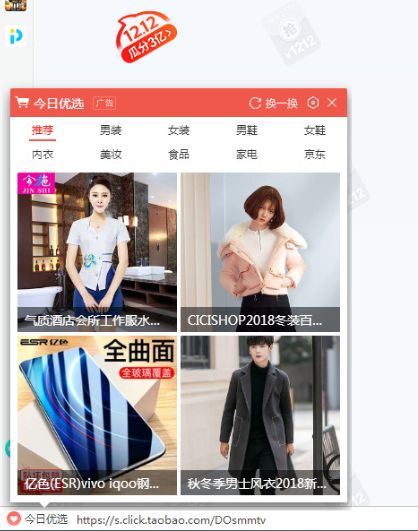 12.12
瓜分3亿>
抢
1212
今日优选
广告
换一换
推荐
男装
女装
男鞋
女鞋
内衣
美妆
食品
家电
京东
今施
JIN SHI
气质酒店会所工作服水...
CICISHOP2018冬装百...
ESR亿色
全曲面
全玻璃覆盖
亿色(ESR)vivo iqoo钢...
秋冬季男士风衣2018新...
今日优选
https://s.click.taobao.com/DOsmmtv